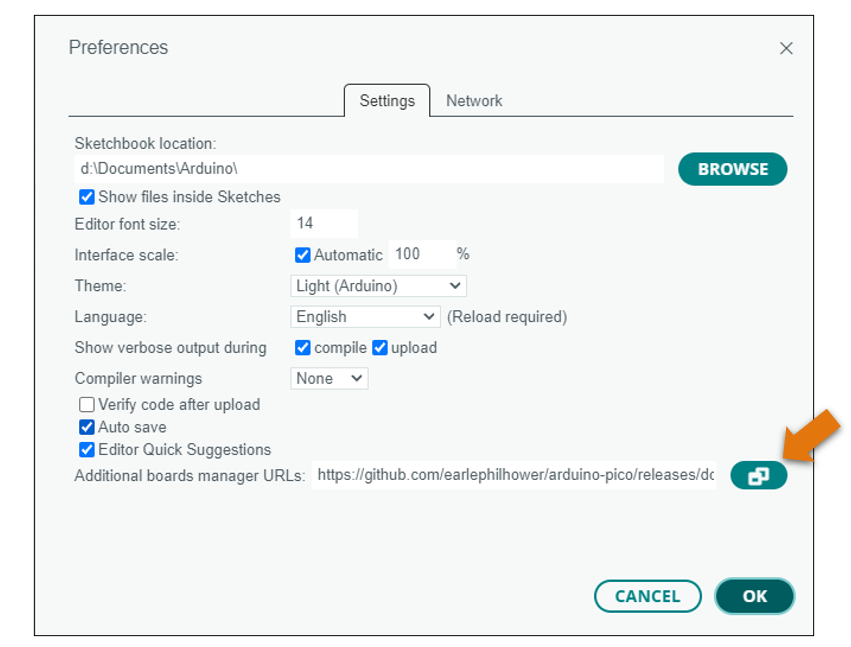 Preferences
Settings Network
Sketchbook location:
d:\Documents\Arduino\ BROWSE
Show files inside Sketches
Editor font size: 14
Interface scale: Automatic 100 %
Theme: Light (Arduino)
Language: English (Reload required)
Show verbose output during compile upload
Compiler warnings None
Verify code after upload
Auto save
Editor Quick Suggestions
Additional boards manager URLs: https://github.com/earlephilhower/arduino-pico/releases/dc
CANCEL OK